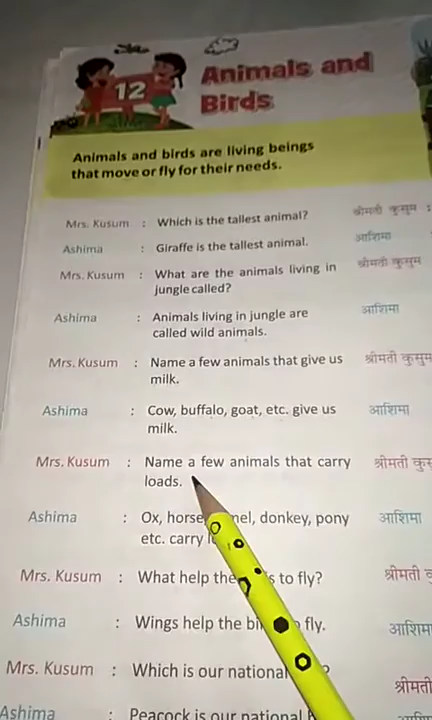 12
Animals and
Birds
Animals and birds are living beings
that move or fly for their needs.
Mrs. Kusum : Which is the tallest animal? श्रीमती कुसुम :
Ashima : Giraffe is the tallest animal. आशिमा
Mrs. Kusum : What are the animals living in श्रीमती कुसुम
jungle called?
Ashima : Animals living in jungle are आशिमा
called wild animals.
Mrs. Kusum : Name a few animals that give us श्रीमती कुसुम
milk.
Ashima : Cow, buffalo, goat, etc. give us आशिमा
milk.
Mrs. Kusum : Name a few animals that carry श्रीमती
loads.
Ashima : Ox, horse, donkey, pony आशिमा
etc. carry
Mrs. Kusum : What help the to fly? श्रीमती
Ashima : Wings help the fly. आशिमा
Mrs. Kusum : Which is our national ? श्रीमती
Ashima : Peacock is our national